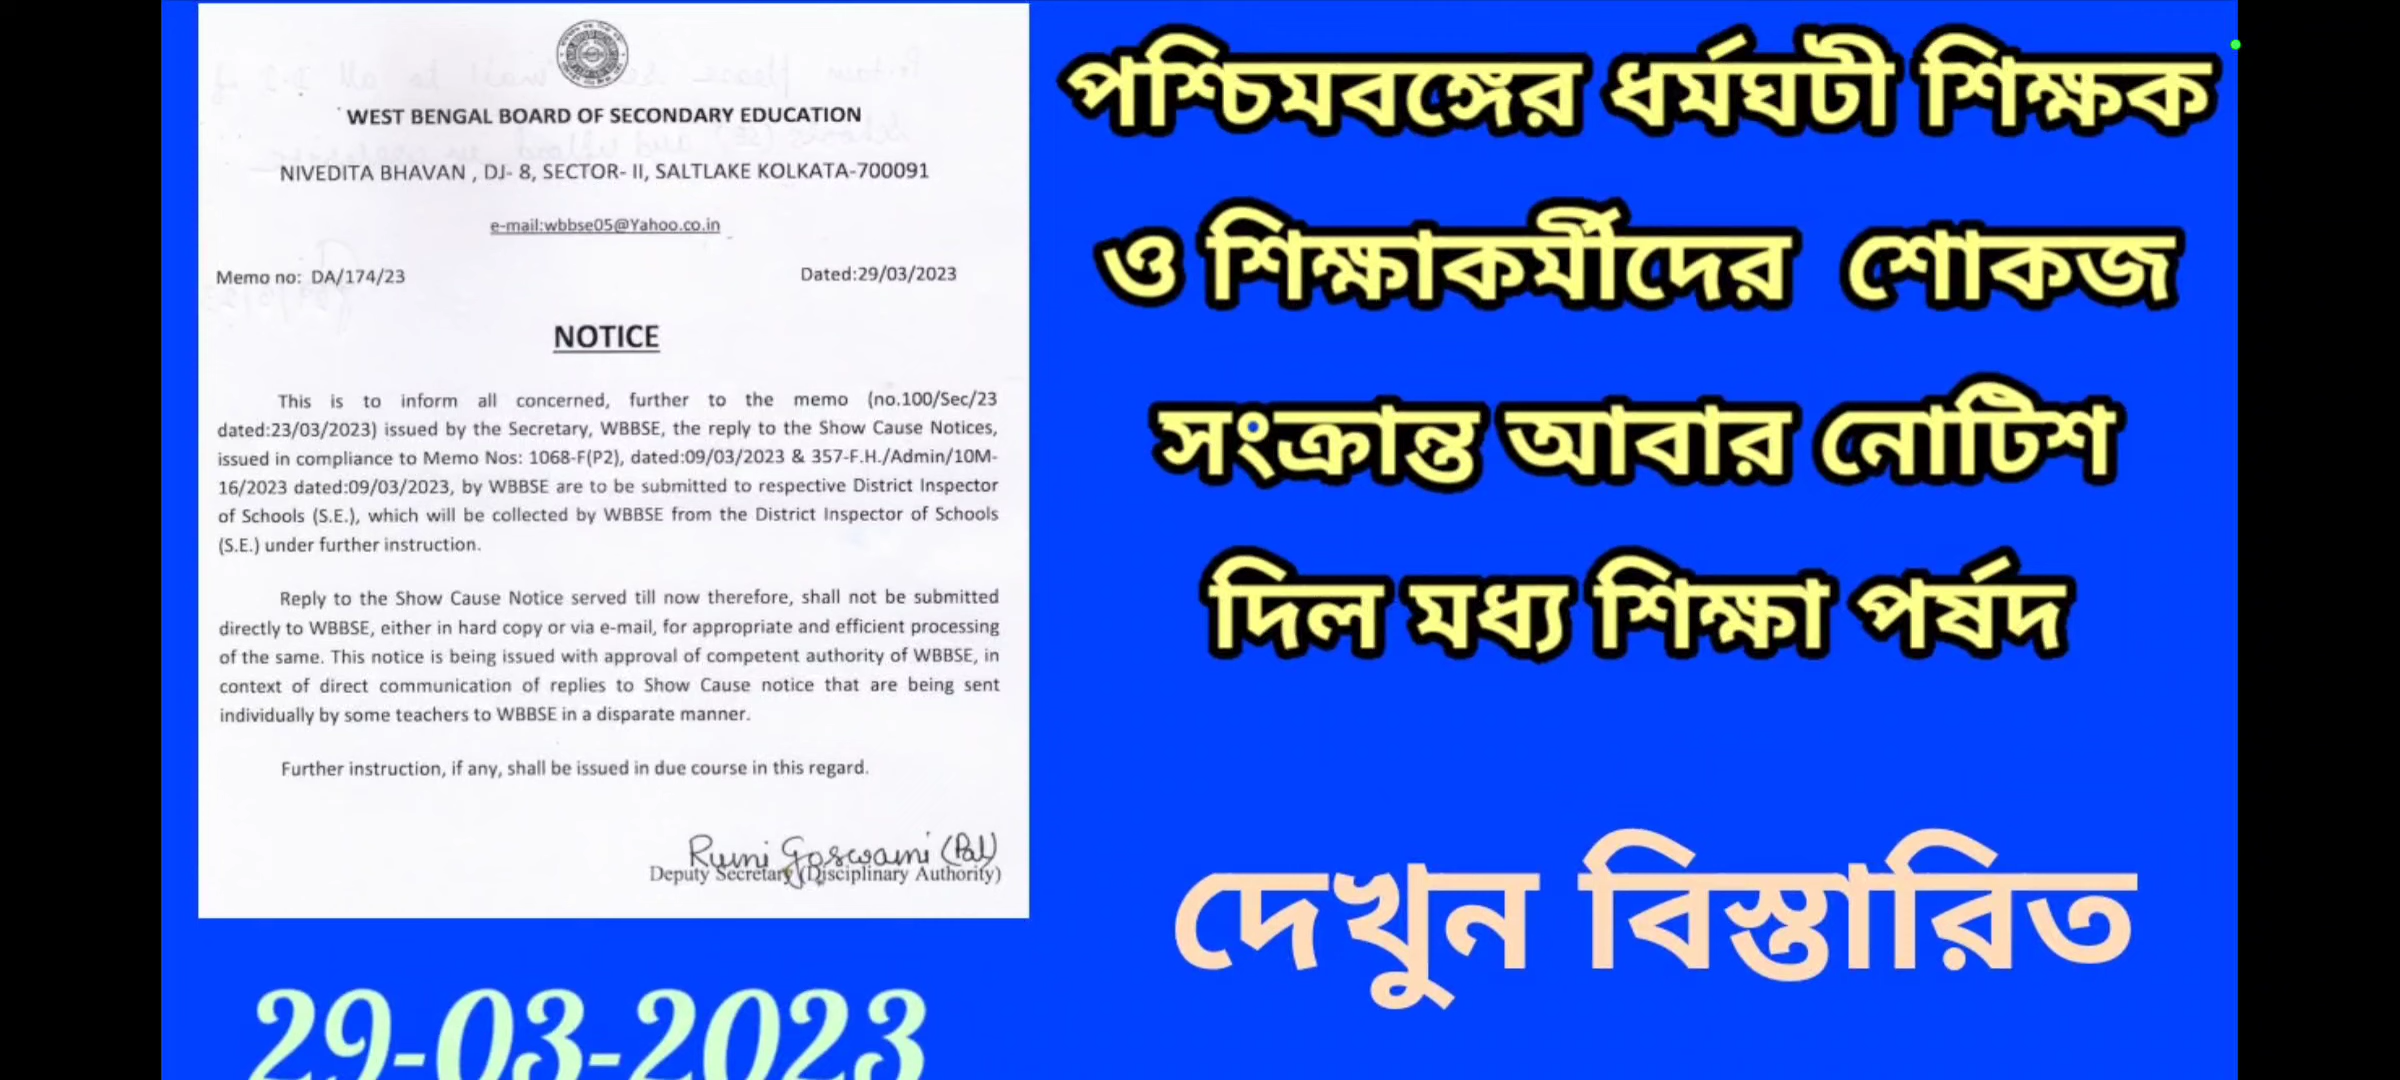 WEST BENGAL BOARD OF SECONDARY EDUCATION
NIVEDITA BHAVAN , DJ- 8, SECTOR- II, SALTLAKE KOLKATA-700091
e-mail:wbbse05@Yahoo.co.in
Memo no: DA/174/23 Dated:29/03/2023
NOTICE
This is to inform all concerned, further to the memo (no.100/Sec/23
dated:23/03/2023) issued by the Secretary, WBBSE, the reply to the Show Cause Notices,
issued in compliance to Memo Nos: 1068-F(P2), dated:09/03/2023 & 357-F.H./Admin/10M-
16/2023 dated:09/03/2023, by WBBSE are to be submitted to respective District Inspector
of Schools (S.E.), which will be collected by WBBSE from the District Inspector of Schools
(S.E.) under further instruction.
Reply to the Show Cause Notice served till now therefore, shall not be submitted
directly to WBBSE, either in hard copy or via e-mail, for appropriate and efficient processing
of the same. This notice is being issued with approval of competent authority of WBBSE, in
context of direct communication of replies to Show Cause notice that are being sent
individually by some teachers to WBBSE in a disparate manner.
Further instruction, if any, shall be issued in due course in this regard.
Rumi Goswami (Pal)
Deputy Secretary (Disciplinary Authority)
29-03-2023
পশ্চিমবঙ্গের ধর্মঘটী শিক্ষক
ও শিক্ষাকর্মীদের শোকজ
সংক্রান্ত আবার নোটিশ
দিল মধ্য শিক্ষা পর্ষদ
দেখুন বিস্তারিত